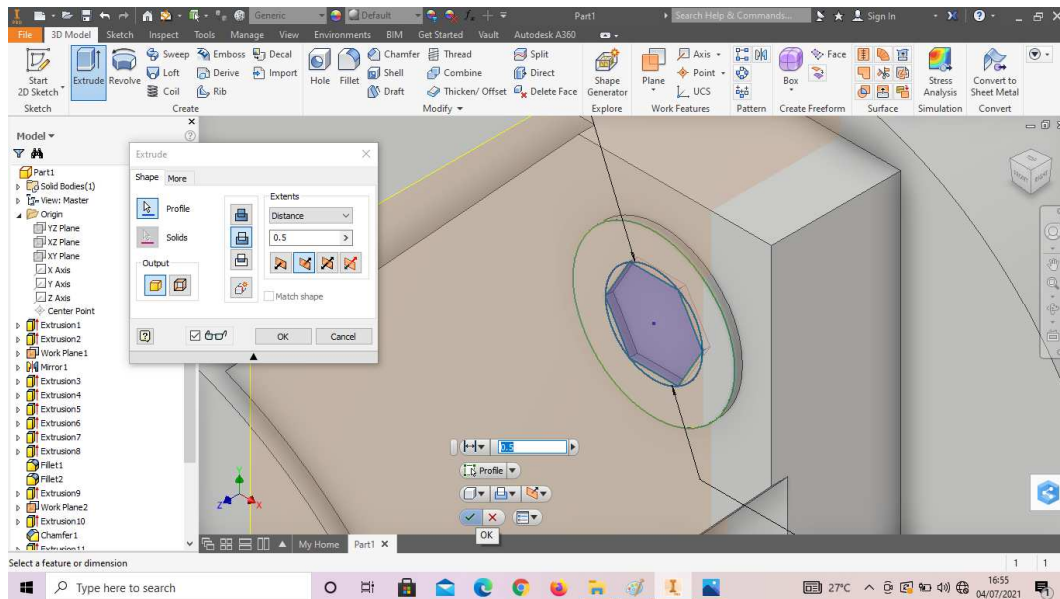 I PRO Generic Default Part1 Search Help & Commands... Sign In
File 3D Model Sketch Inspect Tools Manage View Environments BIM Get Started Vault Autodesk A360
Start 2D Sketch Extrude Revolve Sweep Emboss Decal Hole Fillet Chamfer Thread Split Shape Generator Plane Axis Box Face Stress Analysis Convert to Sheet Metal
Loft Derive Import Shell Combine Direct Point
Coil Rib Draft Thicken/ Offset Delete Face UCS
Sketch Create Modify Explore Work Features Pattern Create Freeform Surface Simulation Convert
Model
Part1
Solid Bodies(1)
View: Master
Origin
YZ Plane
XZ Plane
XY Plane
X Axis
Y Axis
Z Axis
Center Point
Extrusion1
Extrusion2
Work Plane1
Mirror1
Extrusion3
Extrusion4
Extrusion5
Extrusion6
Extrusion7
Extrusion8
Fillet1
Fillet2
Extrusion9
Work Plane2
Extrusion10
Chamfer1
Extrusion11
Extrude
Shape More
Profile
Solids
Output
Extents
Distance
0.5
Match shape
OK Cancel
0.5
Profile
OK
Y
Z X
My Home Part1
Select a feature or dimension 1 1
Type here to search 27°C 16:55
04/07/2021